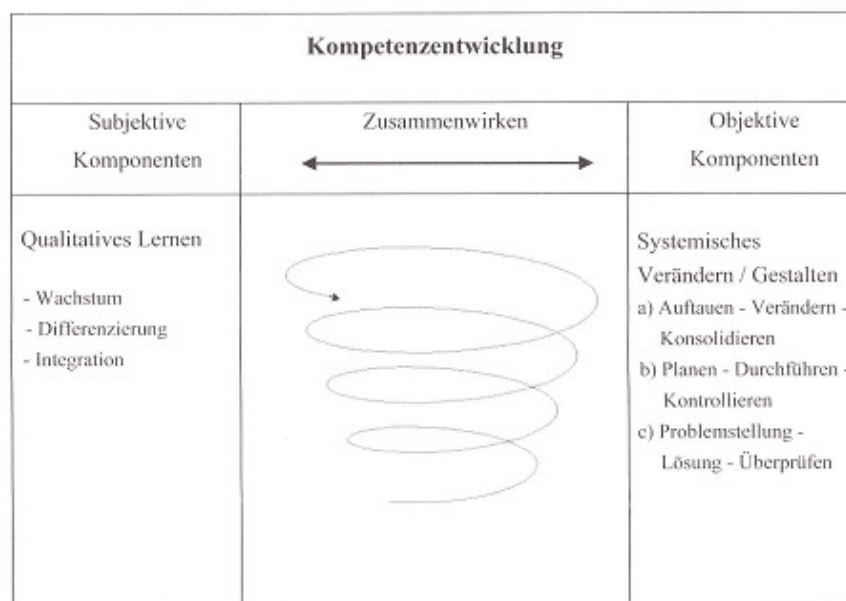 Kompetenzentwicklung
Subjektive
Komponenten
Zusammenwirken
Objektive
Komponenten
Qualitatives Lernen
- Wachstum
- Differenzierung
- Integration
Systemisches
Verändern / Gestalten
a) Auftauen - Verändern -
Konsolidieren
b) Planen - Durchführen -
Kontrollieren
c) Problemstellung -
Lösung - Überprüfen